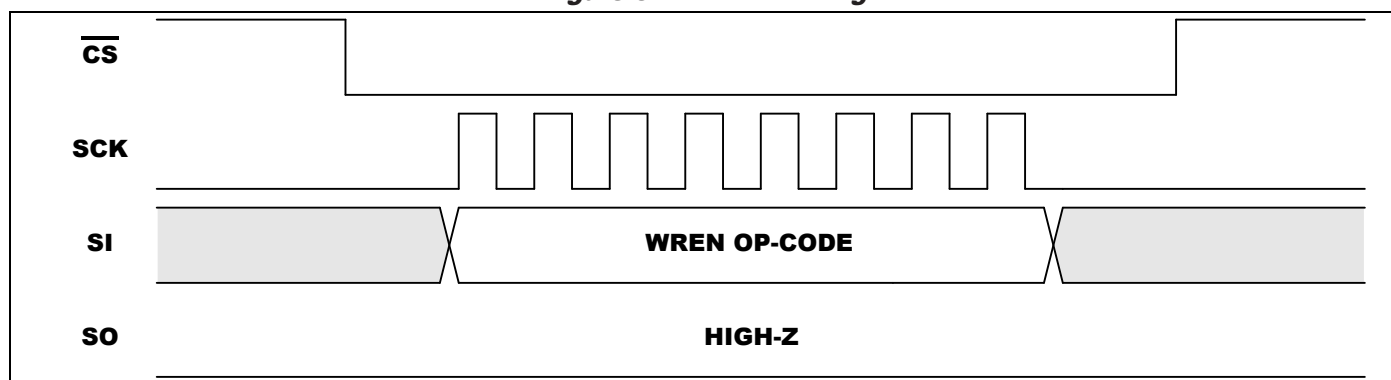 CS
SCK
SI
WREN OP-CODE
SO
HIGH-Z